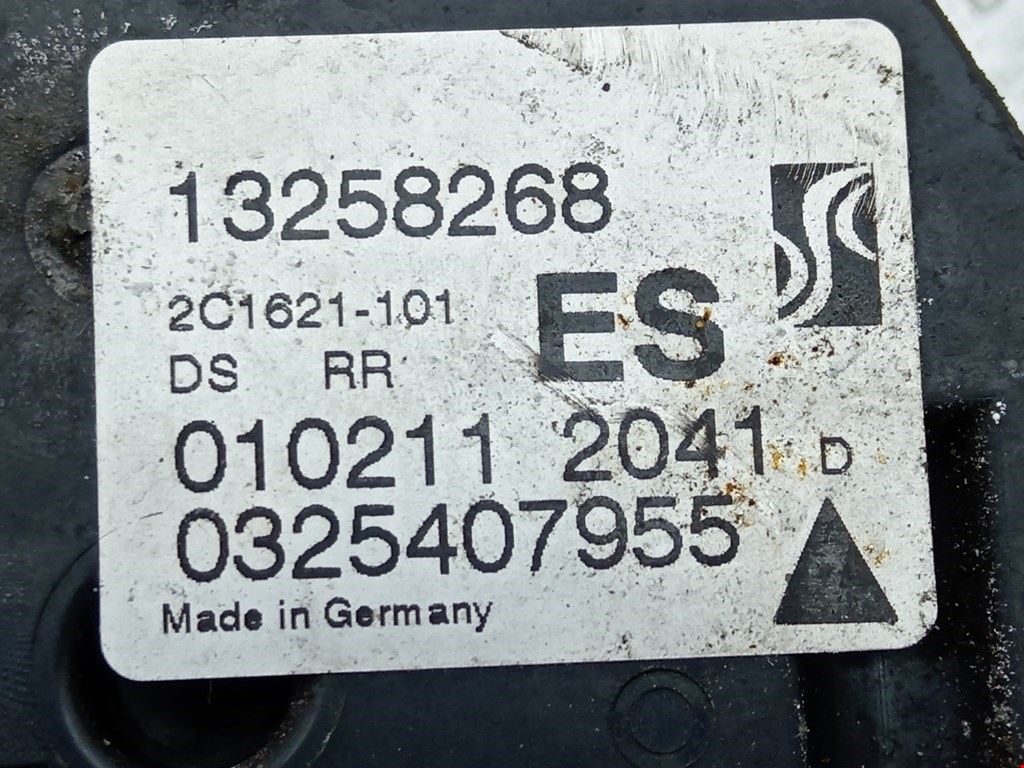 13258268
2C1621-101
ES
DS RR
010211 2041 D
0325407955
Made in Germany